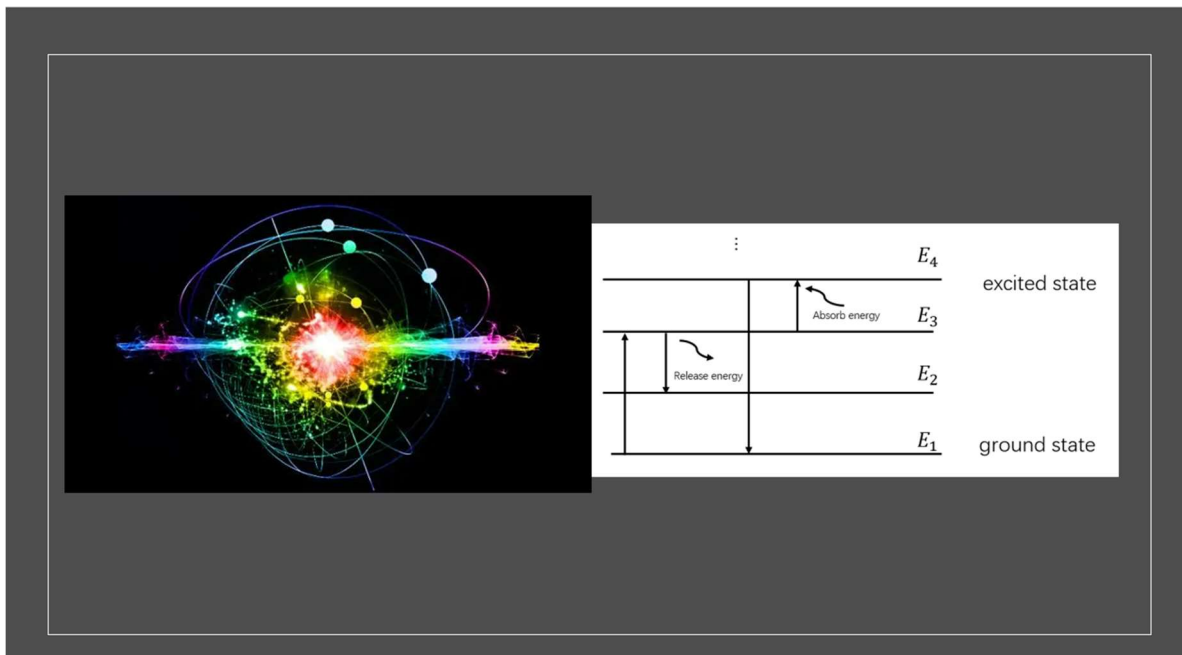 ⋮
E₄
excited state
Absorb energy
E₃
Release energy
E₂
E₁
ground state